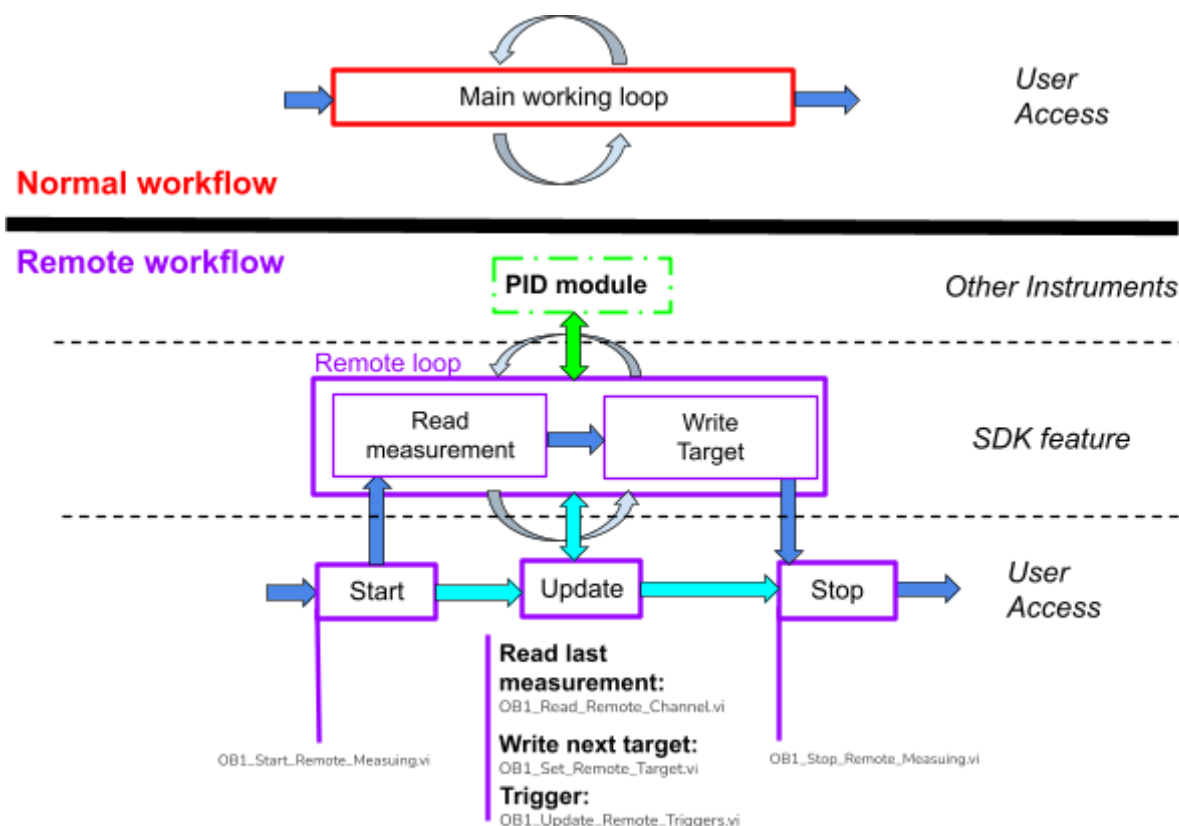 Main working loop
User
Access
Normal workflow
Remote workflow
PID module
Other Instruments
Remote loop
Read
measurement
Write
Target
SDK feature
Start
Update
Stop
User
Access
Read last
measurement:
OB1_Read_Remote_Channel.vi
OB1_Start_Remote_Measuing.vi
Write next target:
OB1_Set_Remote_Target.vi
OB1_Stop_Remote_Measuing.vi
Trigger:
OB1_Update_Remote_Triggers.vi